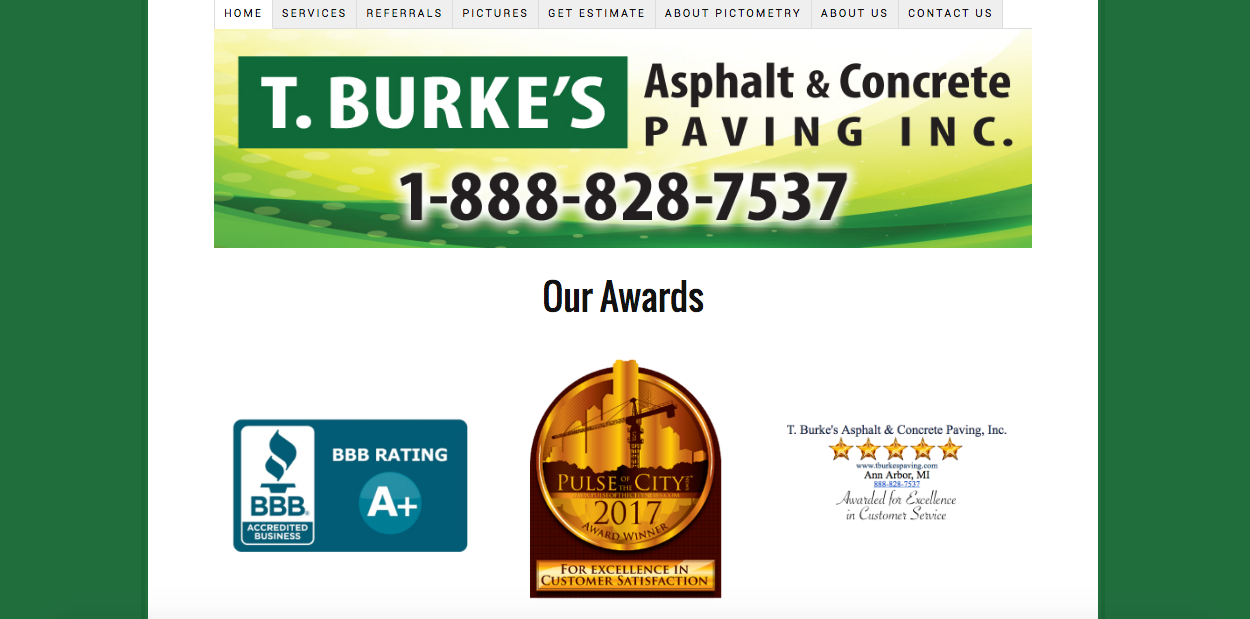 HOME SERVICES REFERRALS PICTURES GET ESTIMATE ABOUT PICTOMETRY ABOUT US CONTACT US
T. BURKE'S
Asphalt & Concrete
PAVING INC.
1-888-828-7537
Our Awards
BBB®
ACCREDITED
BUSINESS
BBB RATING
A+
PULSE OF THE CITY
2017
AWARD WINNER
FOR EXCELLENCE IN
CUSTOMER SATISFACTION
T. Burke's Asphalt & Concrete Paving, Inc.
www.tburkespaving.com
Ann Arbor, MI
888-828-7537
Awarded for Excellence
in Customer Service